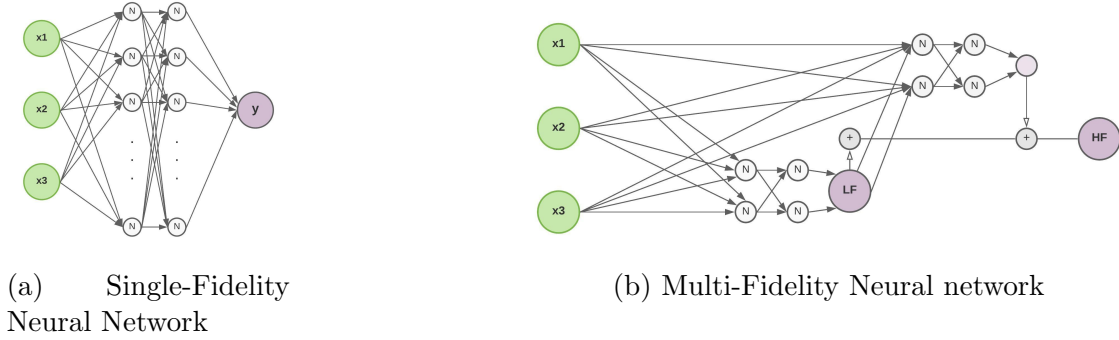 x1
x2
x3
N N
N N
N N
N N
y
(a) Single-Fidelity
Neural Network
x1
x2
x3
N N
N N
N N
N N
LF
+
+
HF
(b) Multi-Fidelity Neural network